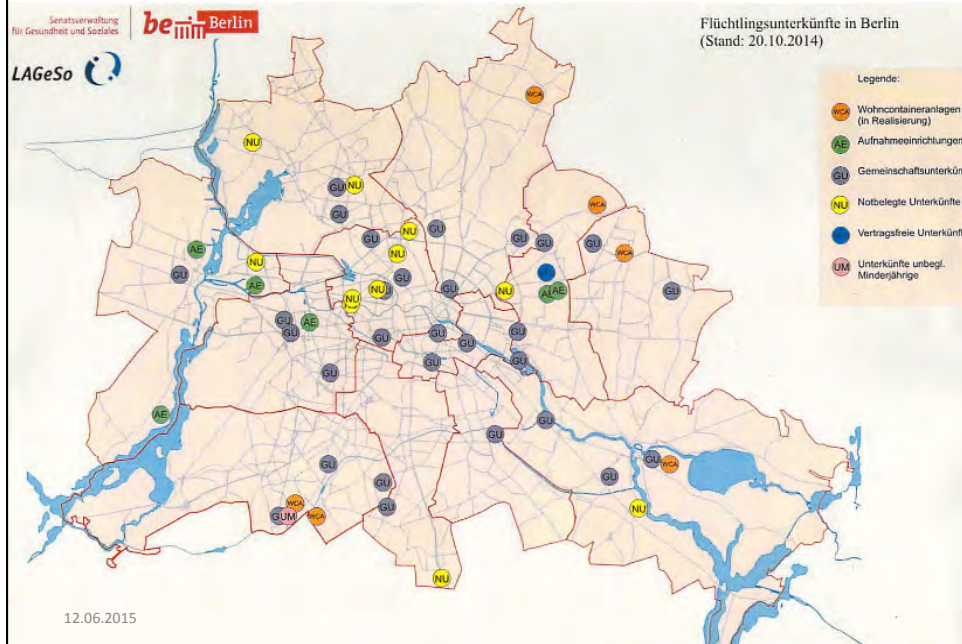 Senatsverwaltung
für Gesundheit und Soziales
be Berlin
LAGeSo
Flüchtlingsunterkünfte in Berlin
(Stand: 20.10.2014)
Legende:
WCA Wohncontaineranlagen
(in Realisierung)
AE Aufnahmeeinrichtungen
GU
NU Notbelegte Unterkünfte
Vertragsfreie
UM Unterkünfte unbegl.
Minderjährige
WCA
NU
GU NU
GU
WCA
GU
NU
GU
GU
GU
GU
AE
NU
WCA
NU
GU
GU
AE
NU
GU
NU
AE
GU
NU
GU
GU
AE
GU
GU
GU
GU
GU
GU
GU
GU
GU
AE
GU
GU
GU
GU
WCA
GU
GU
WCA
GU
NU
GU
UM
WCA
NU
12.06.2015